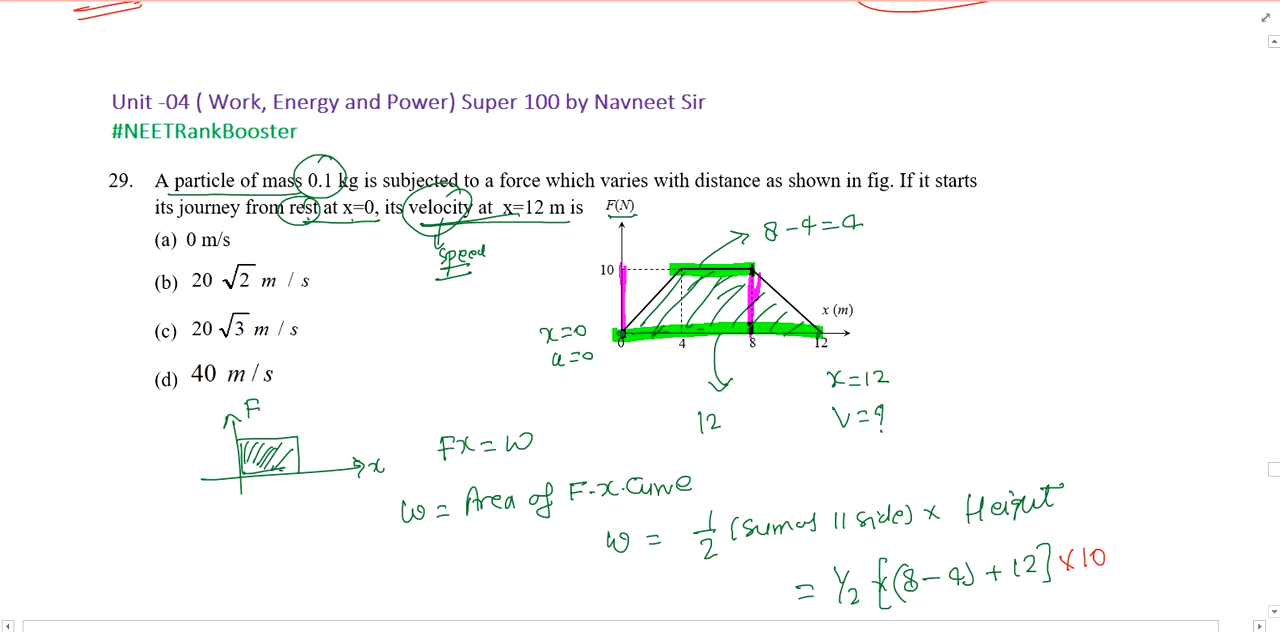 Unit -04 ( Work, Energy and Power) Super 100 by Navneet Sir
#NEETRankBooster
29. A particle of mass 0.1 kg is subjected to a force which varies with distance as shown in fig. If it starts
its journey from rest at x=0, its velocity at x=12 m is
(a) 0 m/s
(b) 20 √2 m / s
(c) 20 √3 m / s
(d) 40 m / s
speed
F(N)
8-4=4
10
x (m)
0 4 8 12
x=0
u=0
12
x=12
V=?
F
x
Fx = W
W = Area of F-x.Curve
W = 1/2 (Sum of || side) x Height
= 1/2 [(8-4)+12] x 10